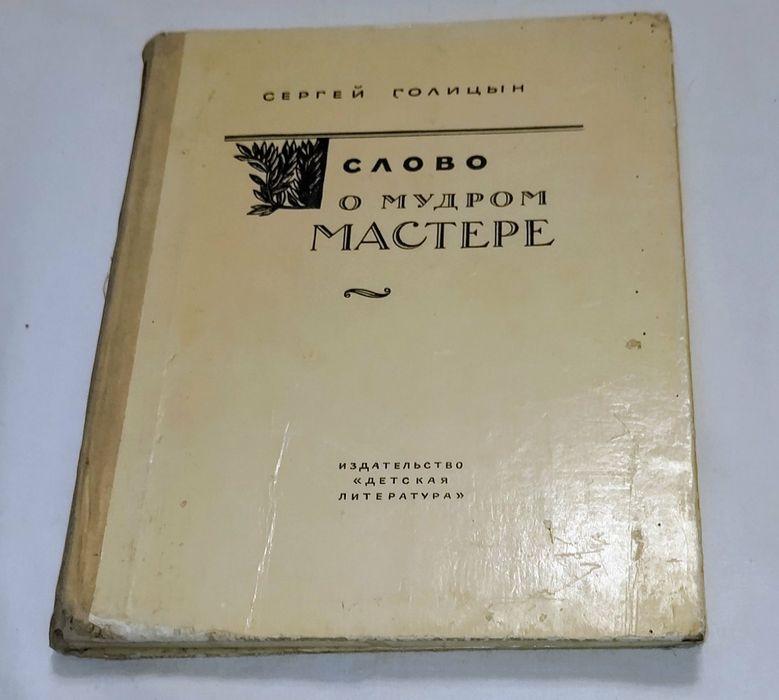 СЕРГЕЙ ГОЛИЦЫН
СЛОВО
О МУДРОМ
МАСТЕРЕ
ИЗДАТЕЛЬСТВО
«ДЕТСКАЯ
ЛИТЕРАТУРА»